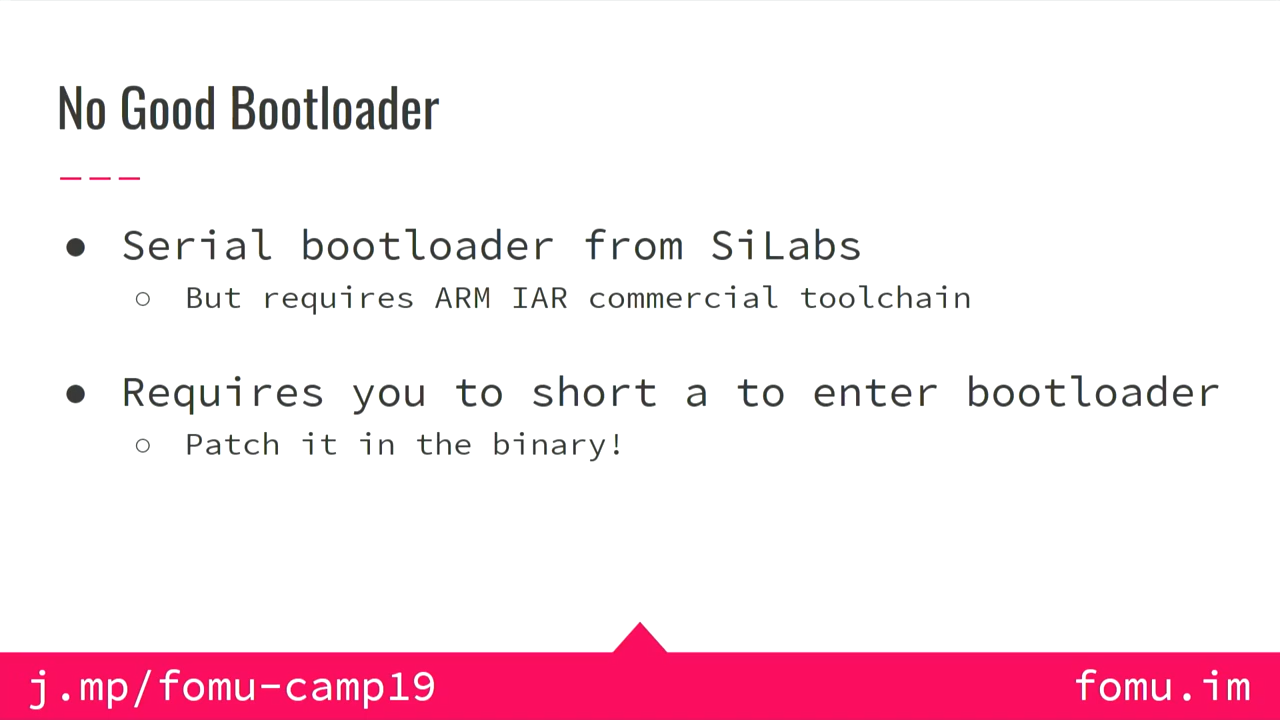 No Good Bootloader
● Serial bootloader from SiLabs
○ But requires ARM IAR commercial toolchain
● Requires you to short a to enter bootloader
○ Patch it in the binary!
j.mp/fomu-camp19
fomu.im